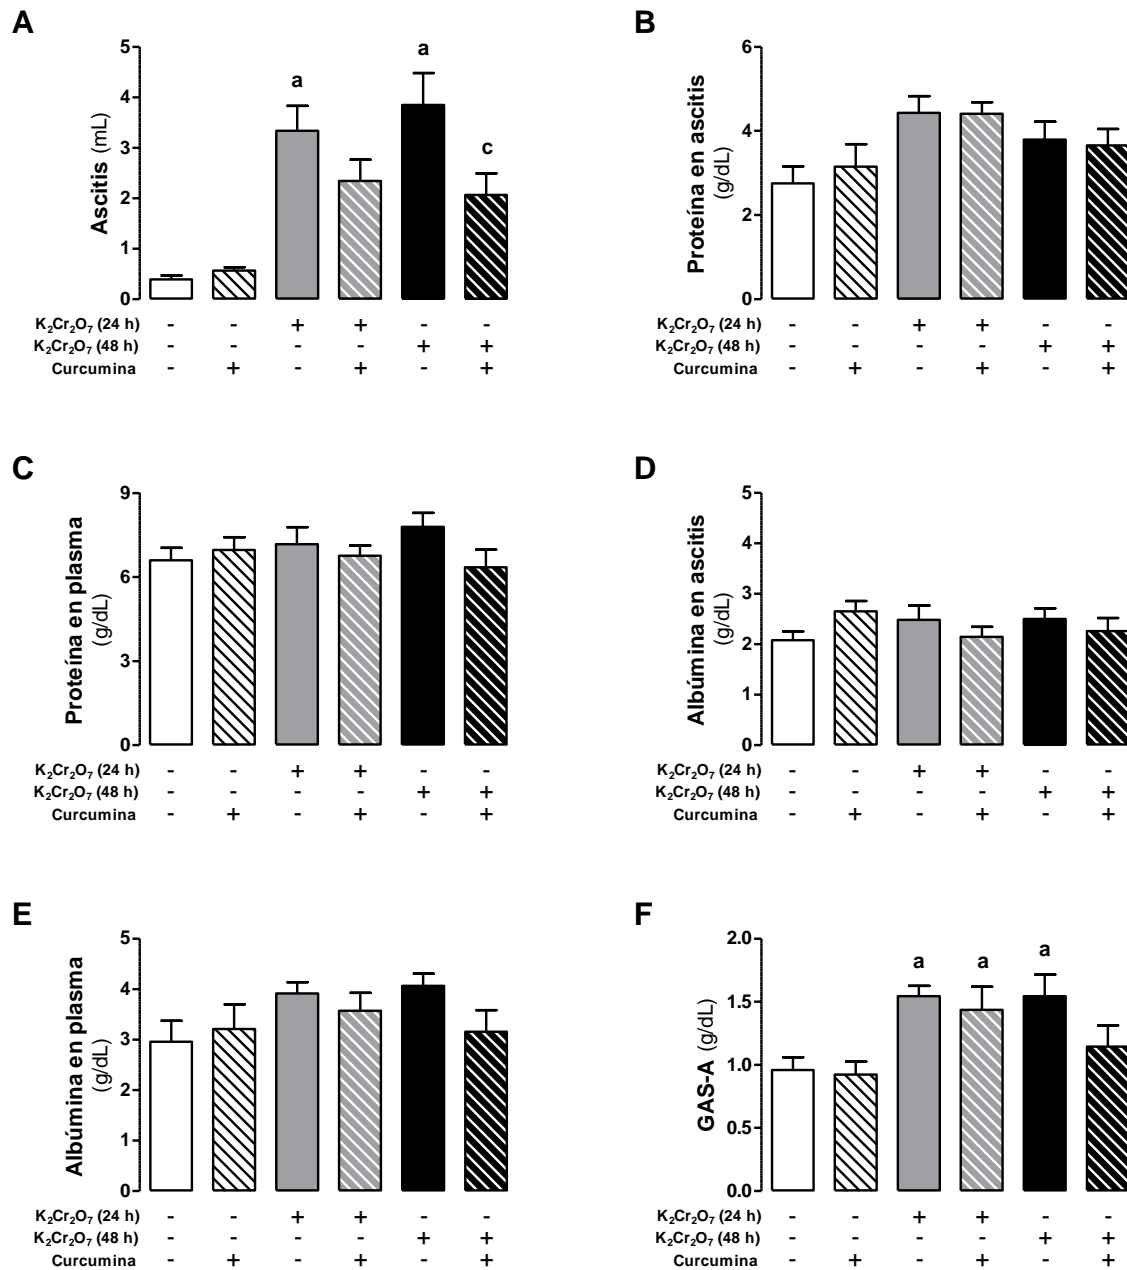 A
Ascitis (mL)
5
4
3
2
1
0
a
a
c
K₂Cr₂O₇ (24 h) - - + + - -
K₂Cr₂O₇ (48 h) - - - - + +
Curcumina - + - + - +
B
Proteína en ascitis
(g/dL)
6
4
2
0
K₂Cr₂O₇ (24 h) - - + + - -
K₂Cr₂O₇ (48 h) - - - - + +
Curcumina - + - + - +
C
Proteína en plasma
(g/dL)
9
6
3
0
K₂Cr₂O₇ (24 h) - - + + - -
K₂Cr₂O₇ (48 h) - - - - + +
Curcumina - + - + - +
D
Albúmina en ascitis
(g/dL)
5
4
3
2
1
0
K₂Cr₂O₇ (24 h) - - + + - -
K₂Cr₂O₇ (48 h) - - - - + +
Curcumina - + - + - +
E
Albúmina en plasma
(g/dL)
5
4
3
2
1
0
K₂Cr₂O₇ (24 h) - - + + - -
K₂Cr₂O₇ (48 h) - - - - + +
Curcumina - + - + - +
F
GAS-A (g/dL)
2.0
1.5
1.0
0.5
0.0
a
a
a
K₂Cr₂O₇ (24 h) - - + + - -
K₂Cr₂O₇ (48 h) - - - - + +
Curcumina - + - + - +